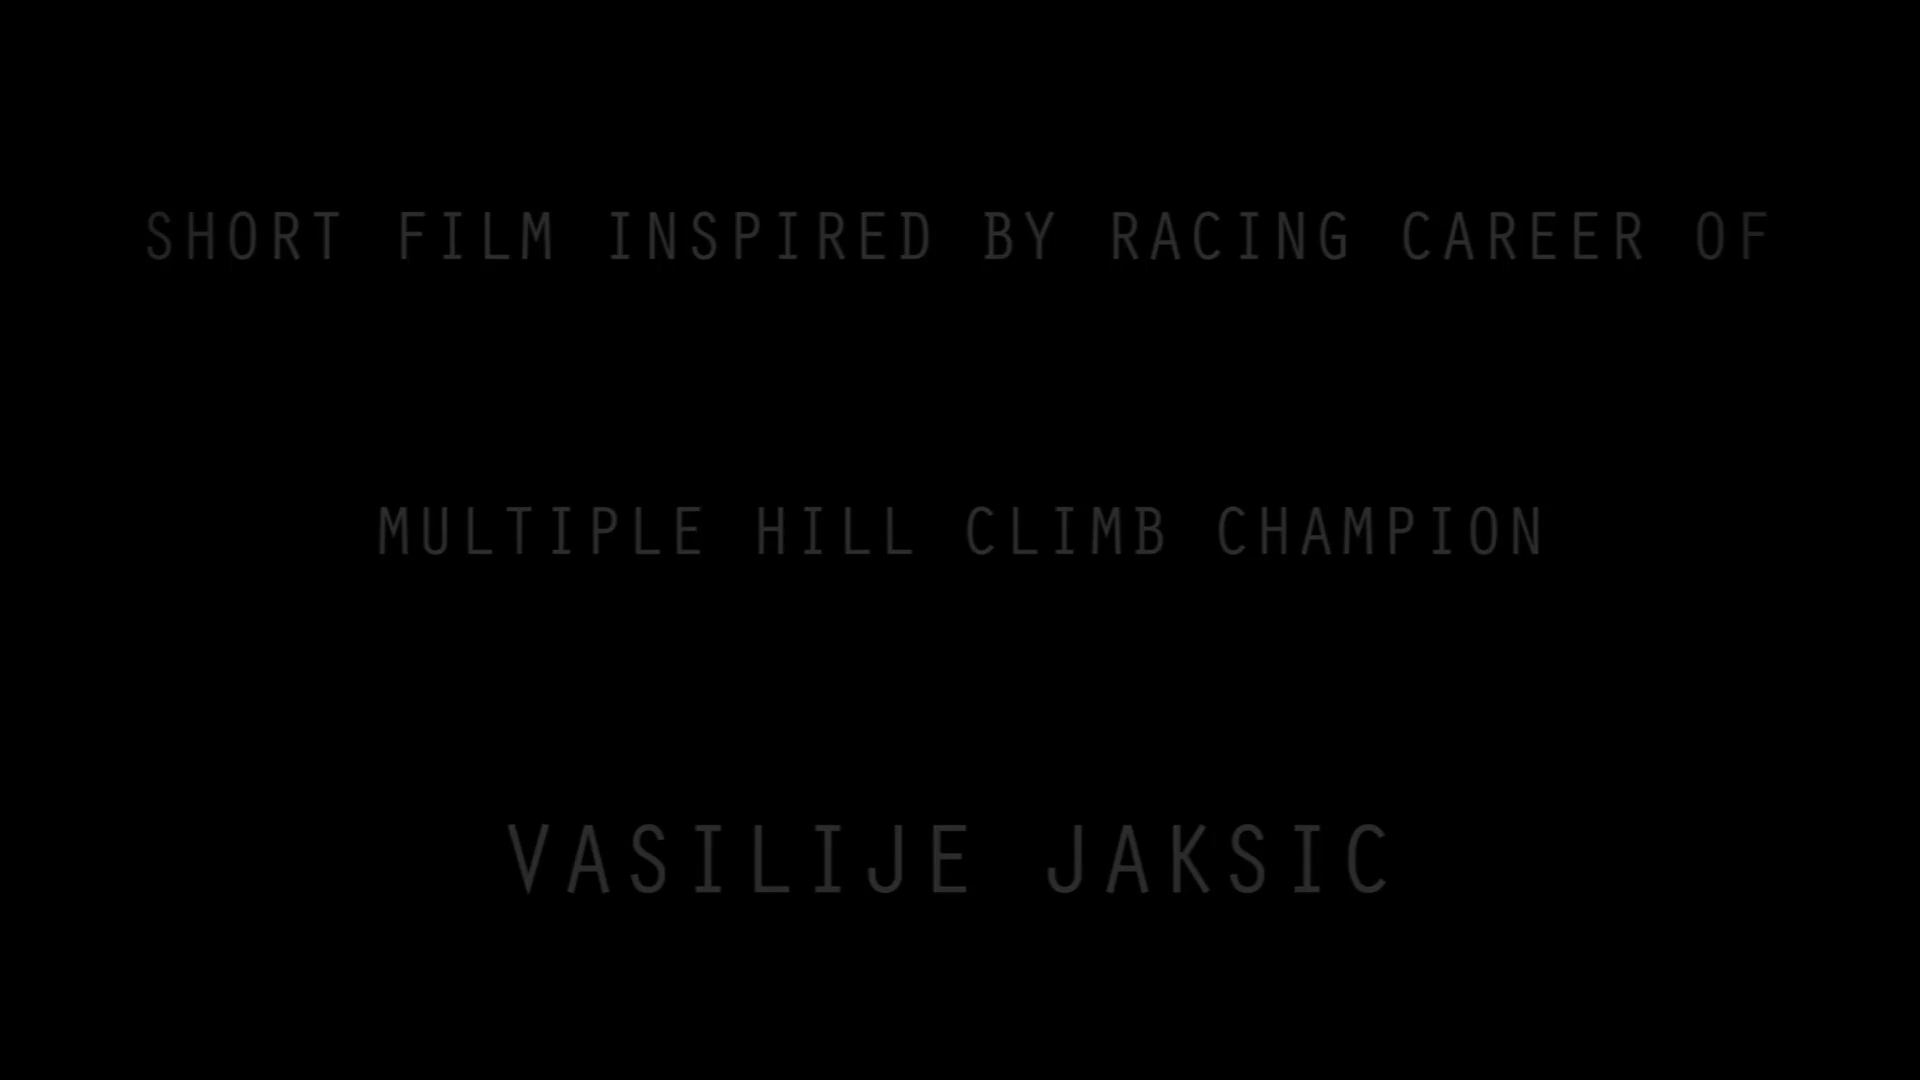 SHORT FILM INSPIRED BY RACING CAREER OF
MULTIPLE HILL CLIMB CHAMPION
VASILIJE JAKSIC